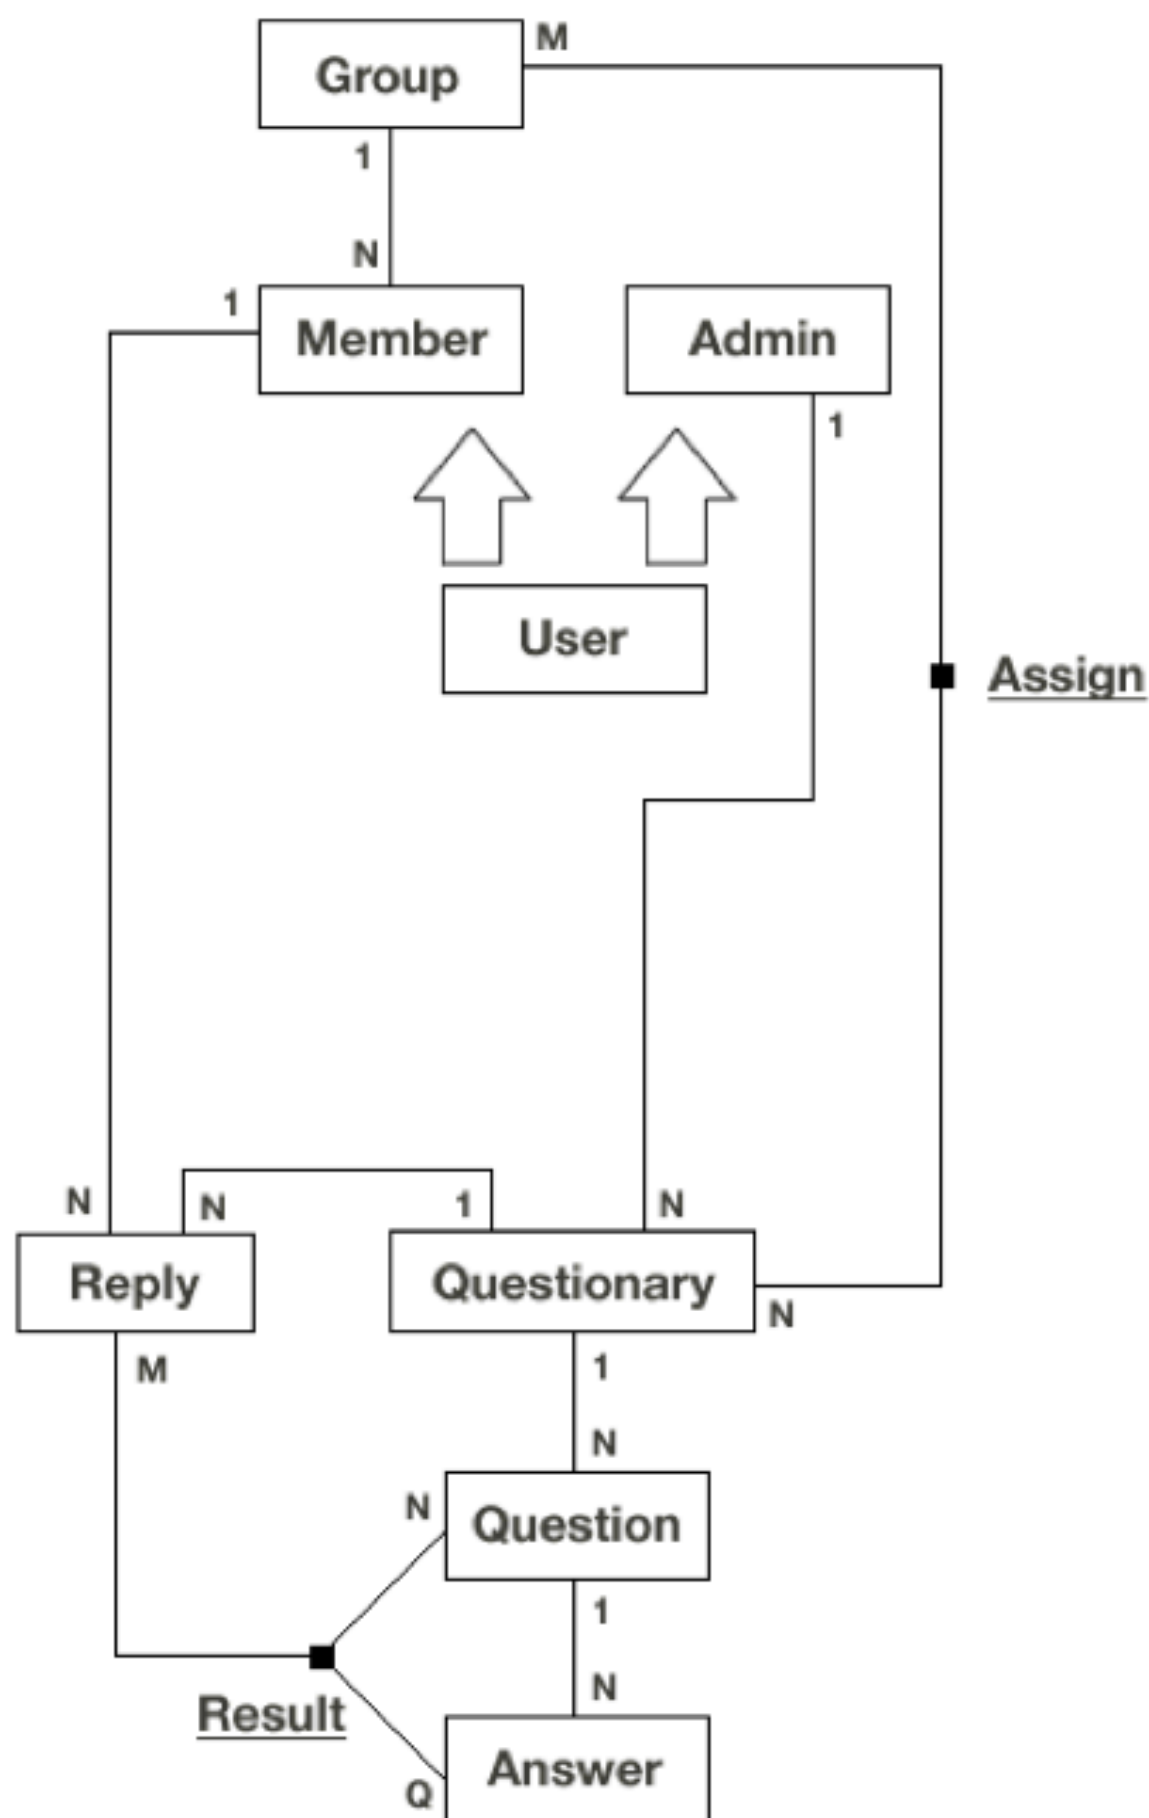 M
Group
1
N
1
Member
Admin
1
User
Assign
N
N
1
N
Reply
Questionary
N
M
1
N
N
Question
1
N
Result
Answer
Q